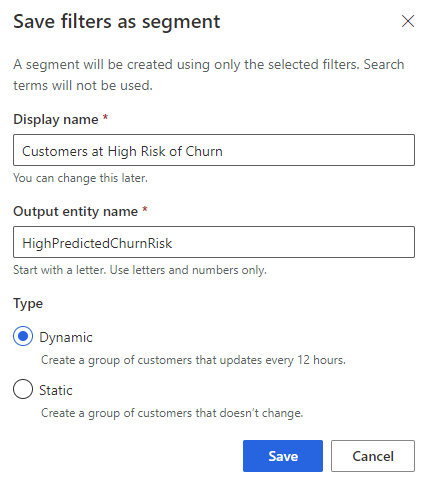 Save filters as segment
A segment will be created using only the selected filters. Search
terms will not be used.
Display name *
Customers at High Risk of Churn
You can change this later.
Output entity name *
HighPredictedChurnRisk
Start with a letter. Use letters and numbers only.
Type
Dynamic
Create a group of customers that updates every 12 hours.
Static
Create a group of customers that doesn't change.
Save Cancel